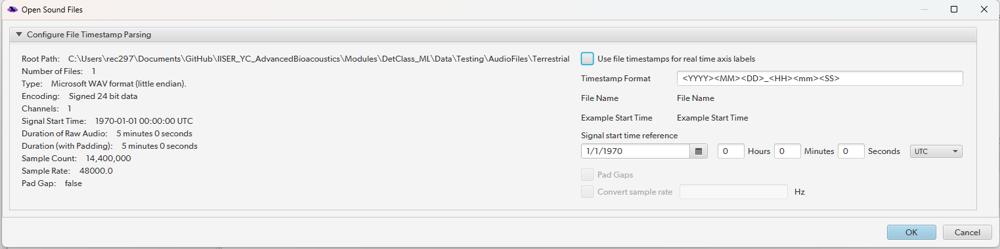 Open Sound Files
Configure File Timestamp Parsing
Root Path: C:\Users\rec297\Documents\GitHub\IISER_YC_AdvancedBioacoustics\Modules\DetClass_ML\Data\Testing\AudioFiles\Terrestrial
Number of Files: 1
Type: Microsoft WAV format (little endian).
Encoding: Signed 24 bit data
Channels: 1
Signal Start Time: 1970-01-01 00:00:00 UTC
Duration of Raw Audio: 5 minutes 0 seconds
Duration (with Padding): 5 minutes 0 seconds
Sample Count: 14,400,000
Sample Rate: 48000.0
Pad Gap: false
Use file timestamps for real time axis labels
Timestamp Format <YYYY><MM><DD>_<HH><mm><SS>
File Name File Name
Example Start Time Example Start Time
Signal start time reference
1/1/1970 0 Hours 0 Minutes 0 Seconds UTC
Pad Gaps
Convert sample rate Hz
OK Cancel